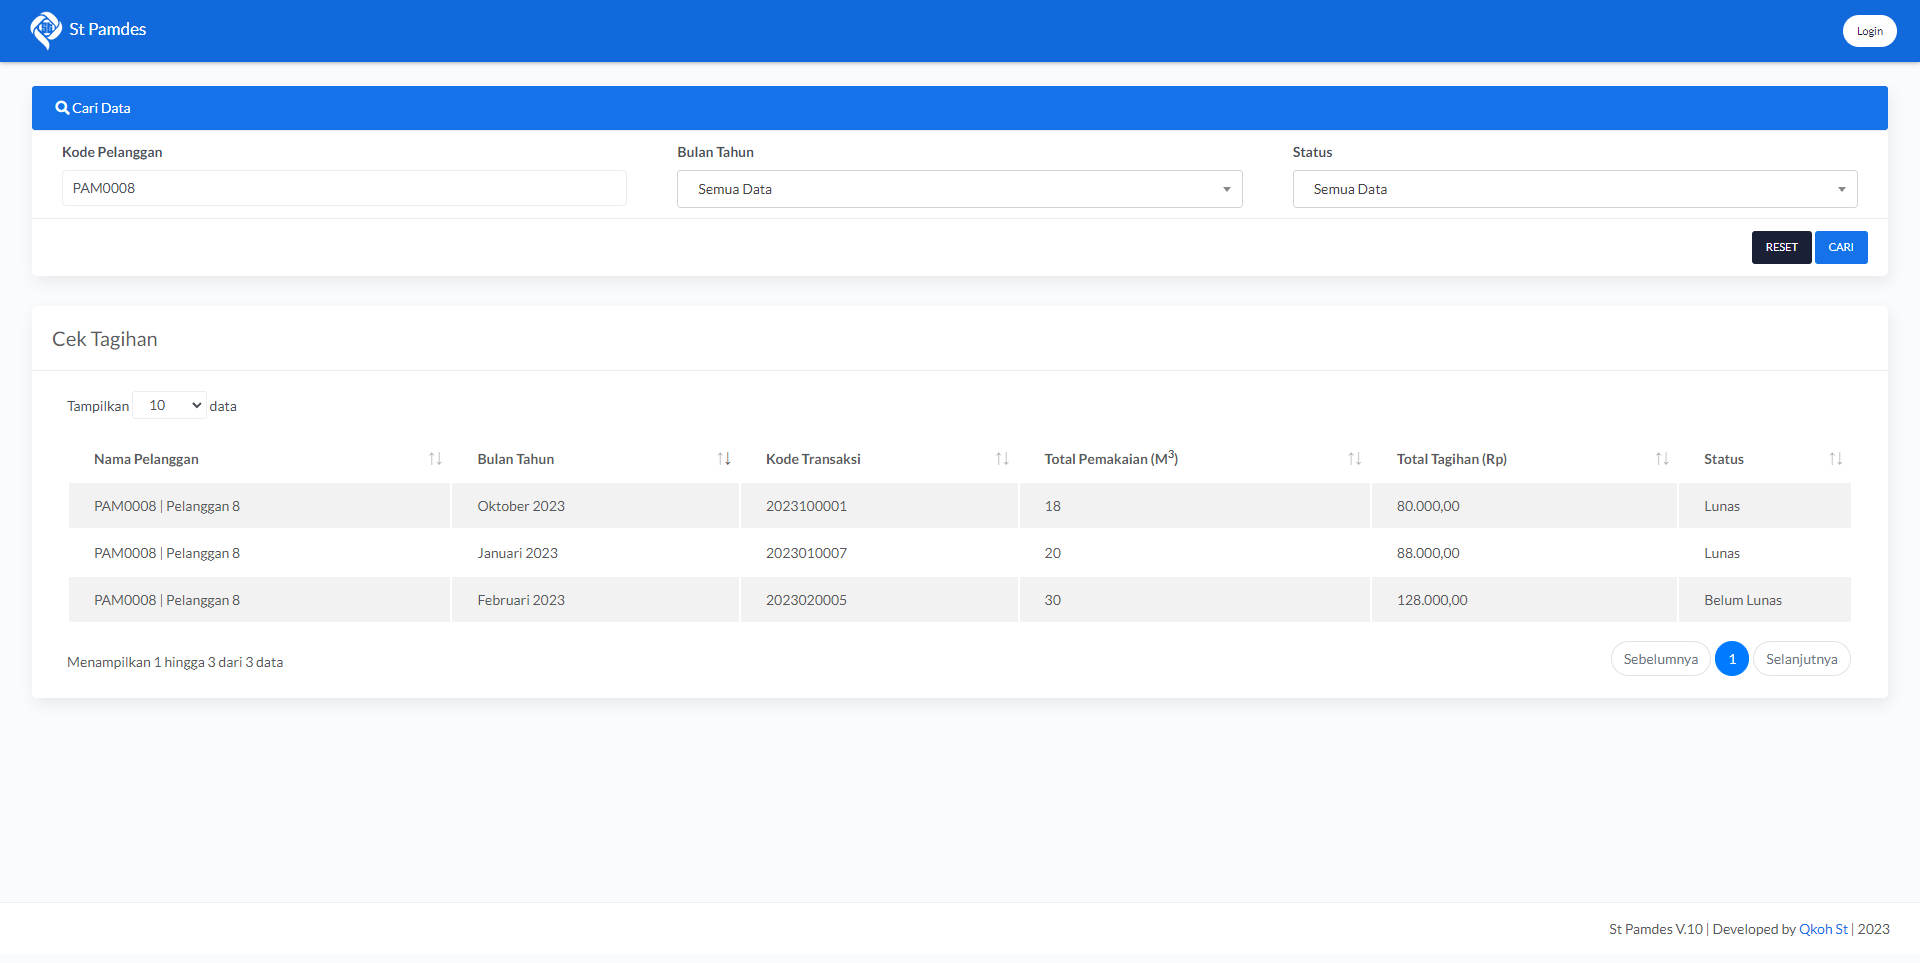 St Pamdes
Login
Cari Data
Kode Pelanggan Bulan Tahun Status
PAM0008 Semua Data Semua Data
RESET CARI
Cek Tagihan
Tampilkan 10 data
Nama Pelanggan Bulan Tahun Kode Transaksi Total Pemakaian (M³) Total Tagihan (Rp) Status
PAM0008 | Pelanggan 8 Oktober 2023 2023100001 18 80.000,00 Lunas
PAM0008 | Pelanggan 8 Januari 2023 2023010007 20 88.000,00 Lunas
PAM0008 | Pelanggan 8 Februari 2023 2023020005 30 128.000,00 Belum Lunas
Menampilkan 1 hingga 3 dari 3 data
Sebelumnya 1 Selanjutnya
St Pamdes V.10 | Developed by Qkoh St | 2023